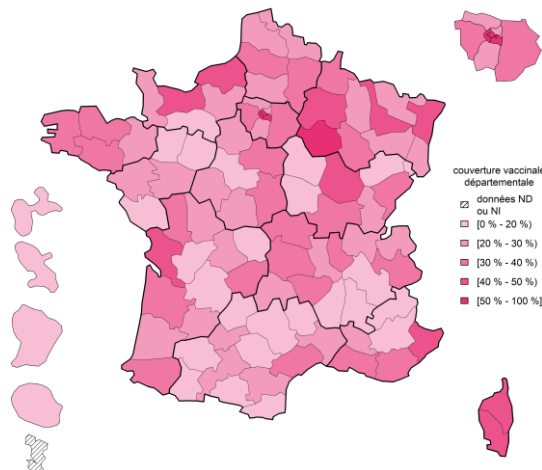 couverture vaccinale
départementale
données ND
ou NI
[0 % - 20 %)
[20 % - 30 %)
[30 % - 40 %)
[40 % - 50 %)
[50 % - 100 %]